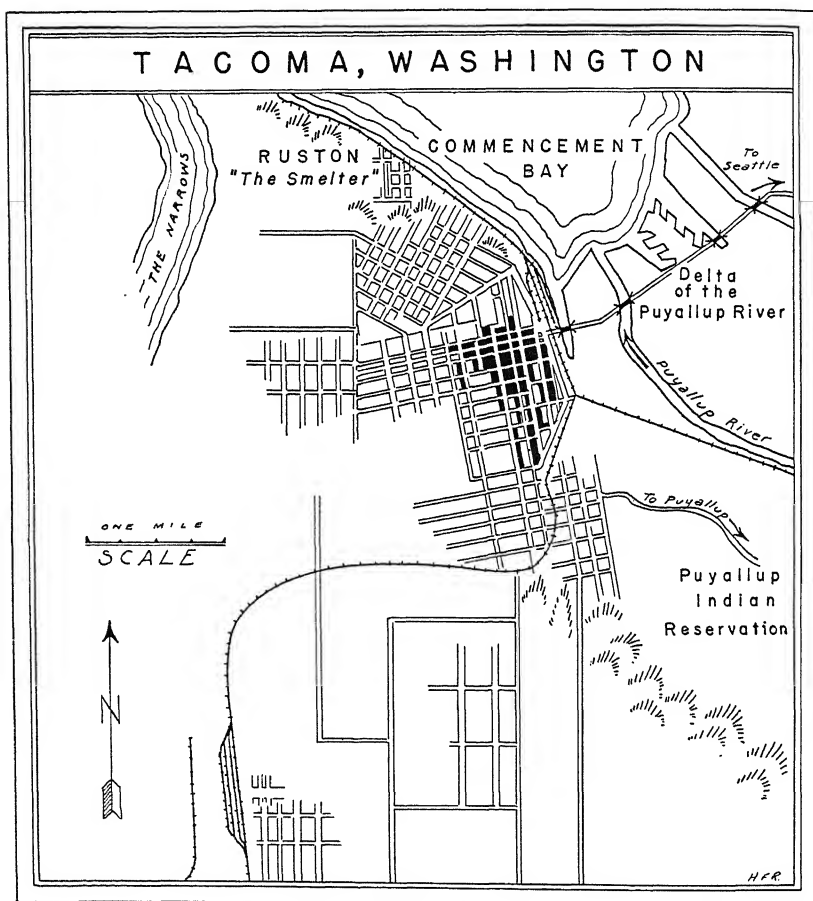 TACOMA, WASHINGTON
THE NARROWS
RUSTON
"The Smelter"
COMMENCEMENT
BAY
To
Seattle
Delta
of the
Puyallup River
Puyallup River
To Puyallup
ONE MILE
SCALE
Puyallup
Indian
Reservation
N
H.F.R.